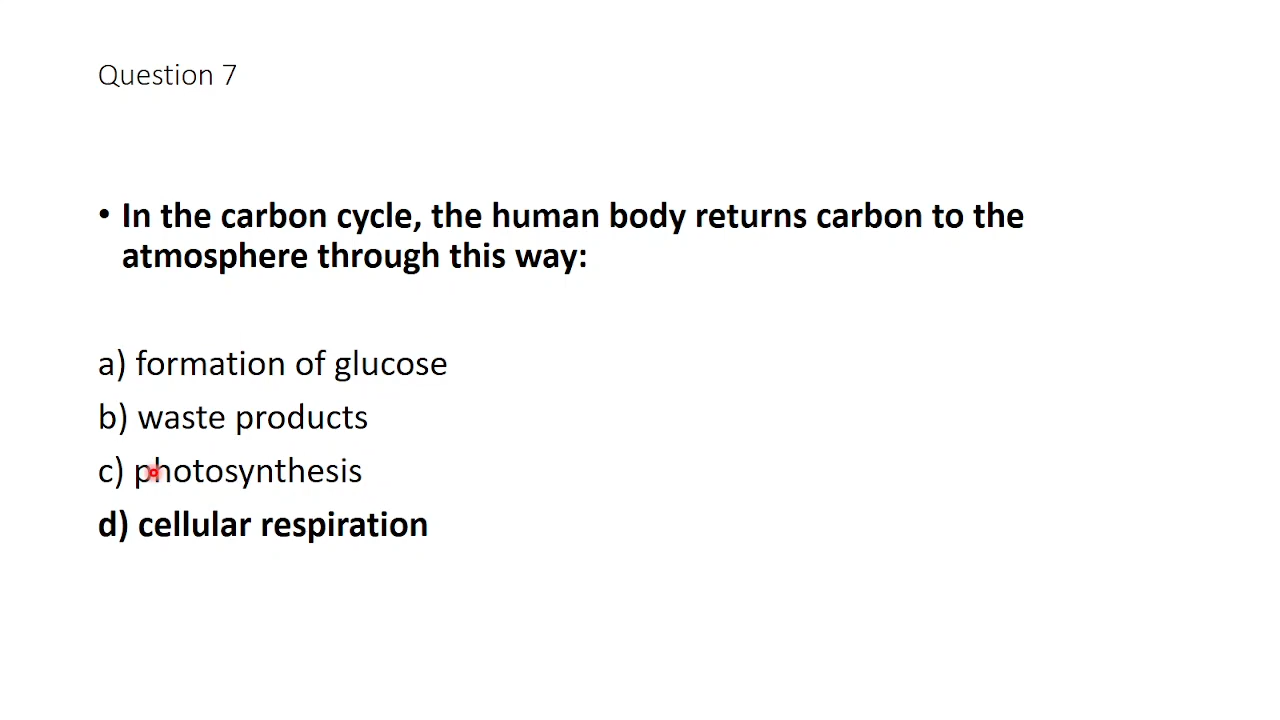 Question 7
• In the carbon cycle, the human body returns carbon to the
atmosphere through this way:
a) formation of glucose
b) waste products
c) photosynthesis
d) cellular respiration